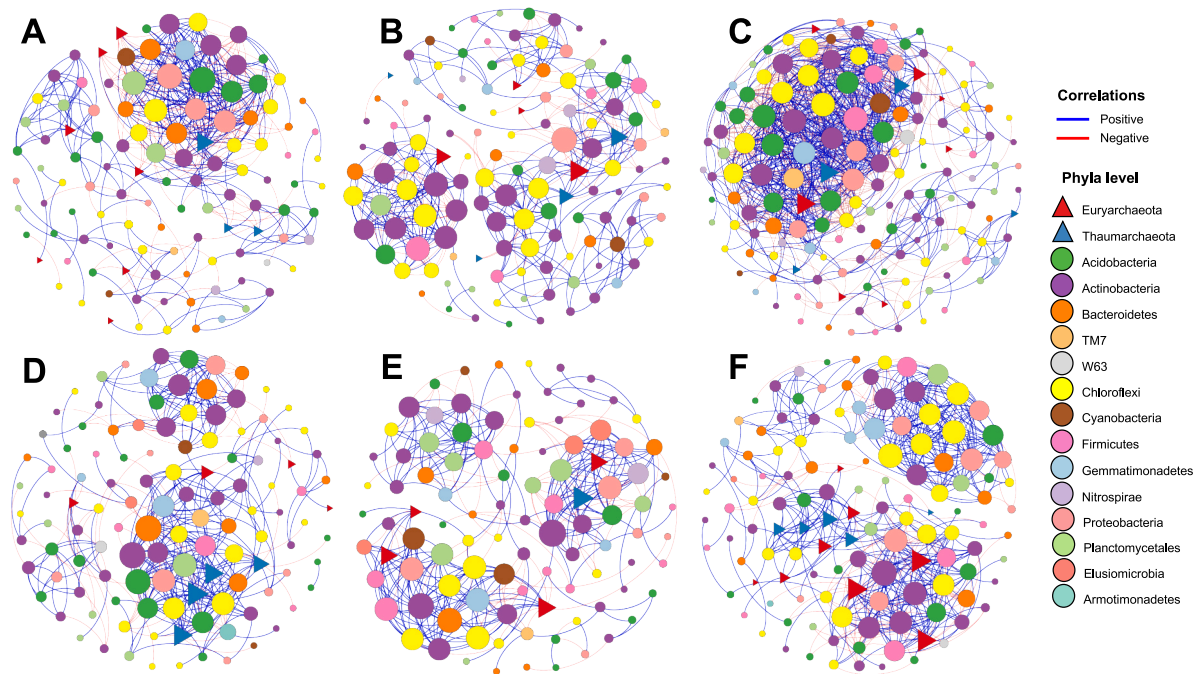 A
B
C
D
E
F
Correlations
Positive
Negative
Phyla level
Euryarchaeota
Thaumarchaeota
Acidobacteria
Actinobacteria
Bacteroidetes
TM7
W63
Chloroflexi
Cyanobacteria
Firmicutes
Gemmatimonadetes
Nitrospirae
Proteobacteria
Planctomycetales
Elusiomicrobia
Armotimonadetes